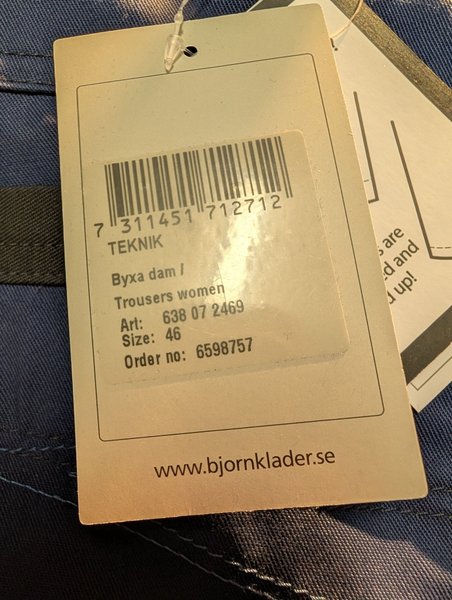 7 311451 712712
TEKNIK
Byxa dam /
Trousers women
Art: 638 07 2469
Size: 46
Order no: 6598757
www.bjornklader.se
are
and
up!